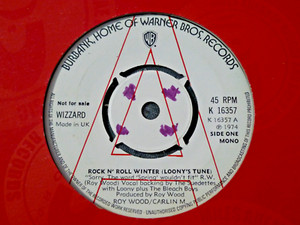 BURBANK, HOME OF WARNER BROS. RECORDS
WB
Not for sale
WIZZARD
Made in UK
45 RPM
K 16357
K 16357 A
℗ 1974
SIDE ONE
MONO
A
ROCK N' ROLL WINTER (LOONY'S TUNE)
"Sorry, The word 'Spring' wouldn't fit" R.W.
(Roy Wood) Vocal backing by The Suedettes
with Loony plus The Bleach Boys
Produced by Roy Wood
ROY WOOD/CARLIN M.